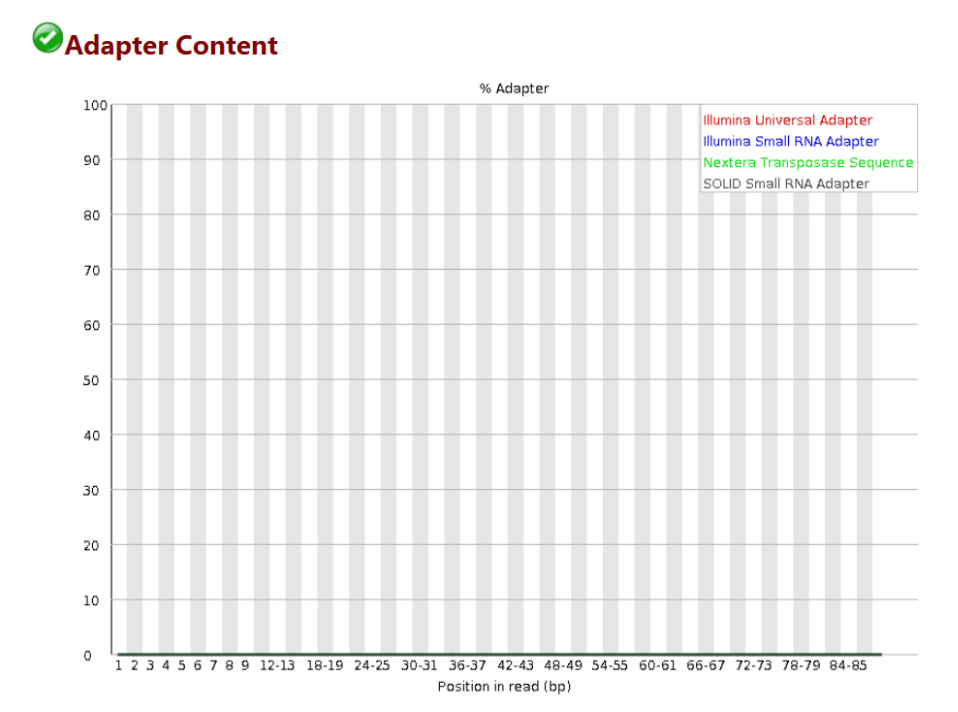 Adapter Content
% Adapter
Illumina Universal Adapter
Illumina Small RNA Adapter
Nextera Transposase Sequence
SOLID Small RNA Adapter
100
90
80
70
60
50
40
30
20
10
0
1 2 3 4 5 6 7 8 9 12-13 18-19 24-25 30-31 36-37 42-43 48-49 54-55 60-61 66-67 72-73 78-79 84-85
Position in read (bp)